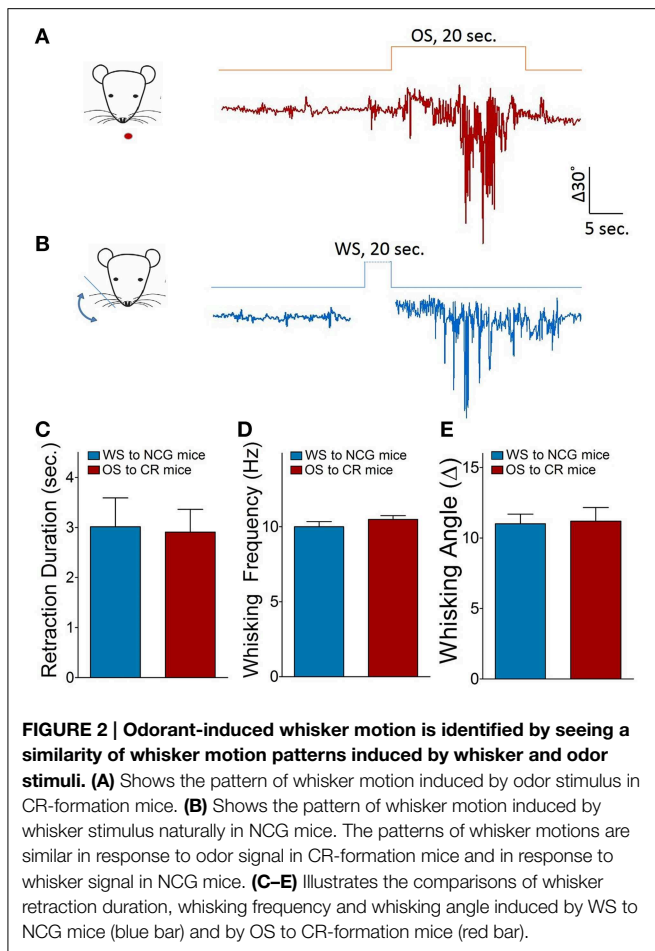 A
OS, 20 sec.
Δ30°
5 sec.
B
WS, 20 sec.
C
WS to NCG mice
OS to CR mice
Retraction Duration (sec.)
4
3
2
1
0
D
WS to NCG mice
OS to CR mice
Whisking Frequency (Hz)
10
5
0
E
WS to NCG mice
OS to CR mice
Whisking Angle (Δ)
15
10
5
0
FIGURE 2 | Odorant-induced whisker motion is identified by seeing a
similarity of whisker motion patterns induced by whisker and odor
stimuli. (A) Shows the pattern of whisker motion induced by odor stimulus in
CR-formation mice. (B) Shows the pattern of whisker motion induced by
whisker stimulus naturally in NCG mice. The patterns of whisker motions are
similar in response to odor signal in CR-formation mice and in response to
whisker signal in NCG mice. (C–E) Illustrates the comparisons of whisker
retraction duration, whisking frequency and whisking angle induced by WS to
NCG mice (blue bar) and by OS to CR-formation mice (red bar).